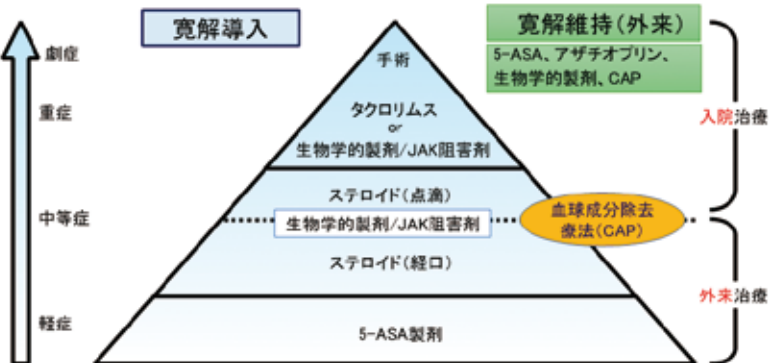 寛解導入
寛解維持（外来）
5-ASA、アザチオプリン、
生物学的製剤、CAP
劇症
重症
中等症
軽症
手術
タクロリムス
or
生物学的製剤/JAK阻害剤
ステロイド（点滴）
生物学的製剤/JAK阻害剤
ステロイド（経口）
5-ASA製剤
血球成分除去
療法（CAP）
入院治療
外来治療